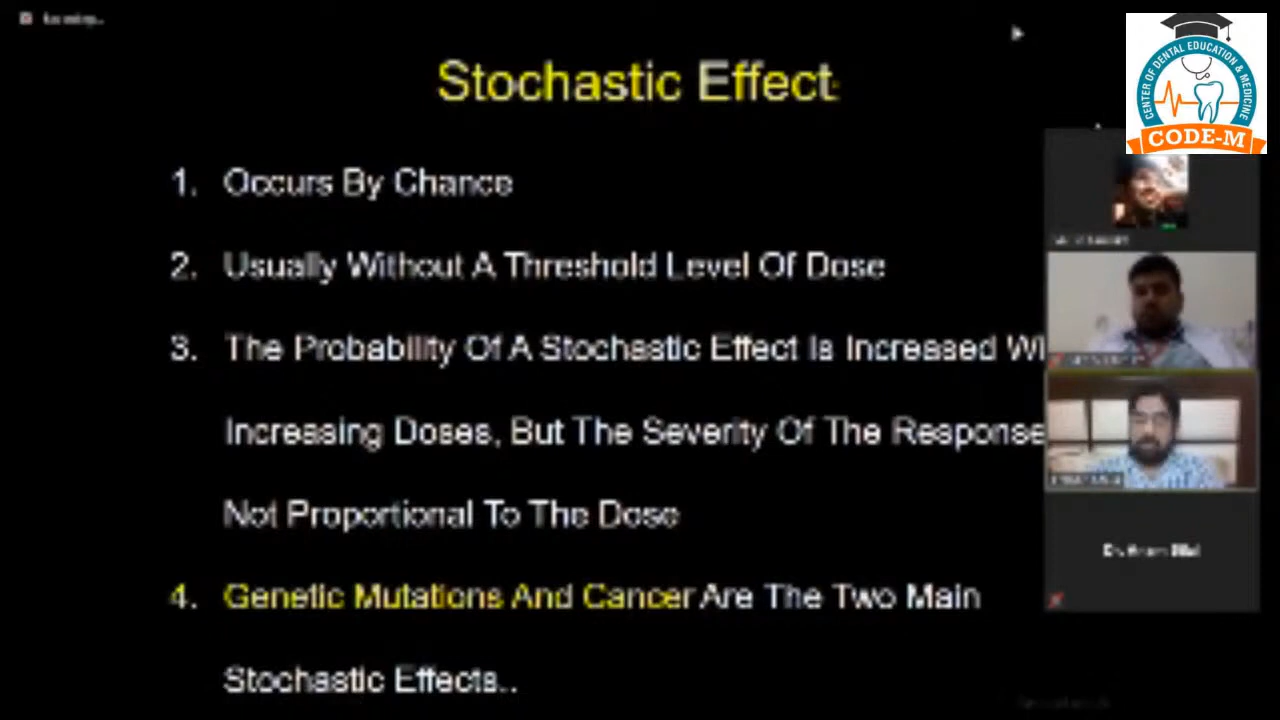 Stochastic Effect
1. Occurs By Chance
2. Usually Without A Threshold Level Of Dose
3. The Probability Of A Stochastic Effect Is Increased Wi
Increasing Doses, But The Severity Of The Response
Not Proportional To The Dose
4. Genetic Mutations And Cancer Are The Two Main
Stochastic Effects..
CENTER OF DENTAL EDUCATION & MEDICINE
CODE-M